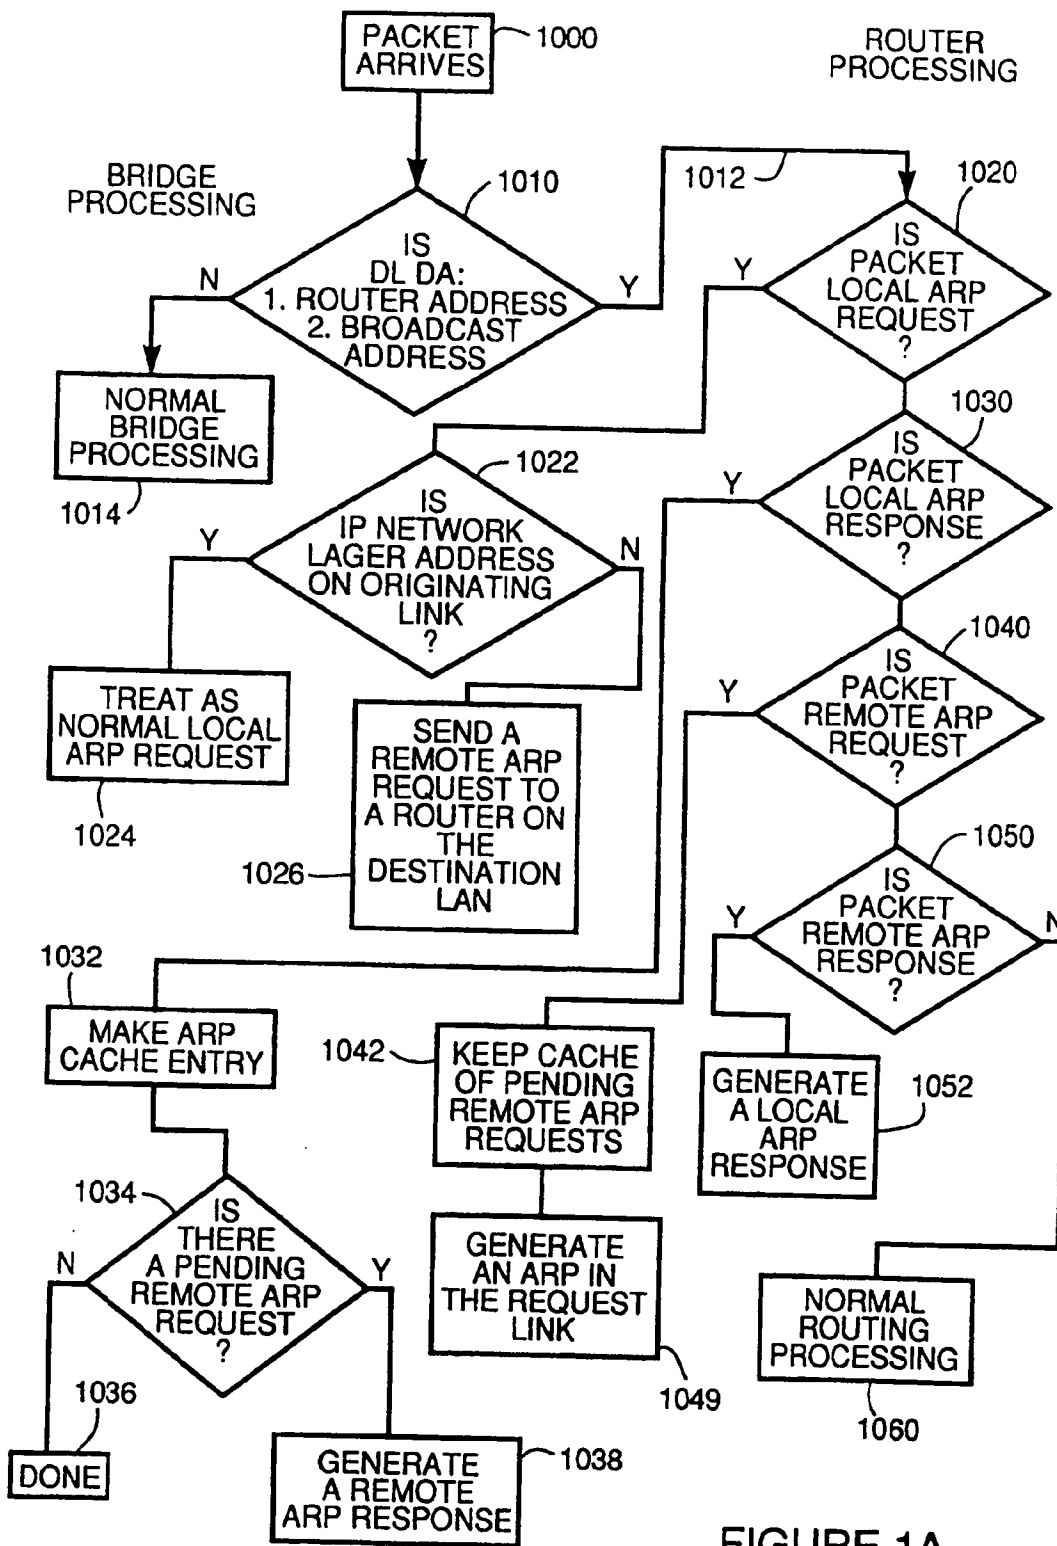 PACKET
ARRIVES
1000
ROUTER
PROCESSING
BRIDGE
PROCESSING
1010
IS
DL DA:
1. ROUTER ADDRESS
2. BROADCAST
ADDRESS
N
Y
1012
1020
IS
PACKET
LOCAL ARP
REQUEST
?
Y
NORMAL
BRIDGE
PROCESSING
1014
1022
IS
IP NETWORK
LAGER ADDRESS
ON ORIGINATING
LINK
?
Y
N
1030
IS
PACKET
LOCAL ARP
RESPONSE
?
Y
TREAT AS
NORMAL LOCAL
ARP REQUEST
1024
SEND A
REMOTE ARP
REQUEST TO
A ROUTER ON
THE
DESTINATION
LAN
1026
1040
IS
PACKET
REMOTE ARP
REQUEST
?
Y
1050
IS
PACKET
REMOTE ARP
RESPONSE
?
Y
N
1032
MAKE ARP
CACHE ENTRY
1042
KEEP CACHE
OF PENDING
REMOTE ARP
REQUESTS
GENERATE
A LOCAL
ARP
RESPONSE
1052
1034
IS
THERE
A PENDING
REMOTE ARP
REQUEST
?
N
Y
GENERATE
AN ARP IN
THE REQUEST
LINK
1049
NORMAL
ROUTING
PROCESSING
1060
1036
DONE
GENERATE
A REMOTE
ARP RESPONSE
1038
FIGURE 1A